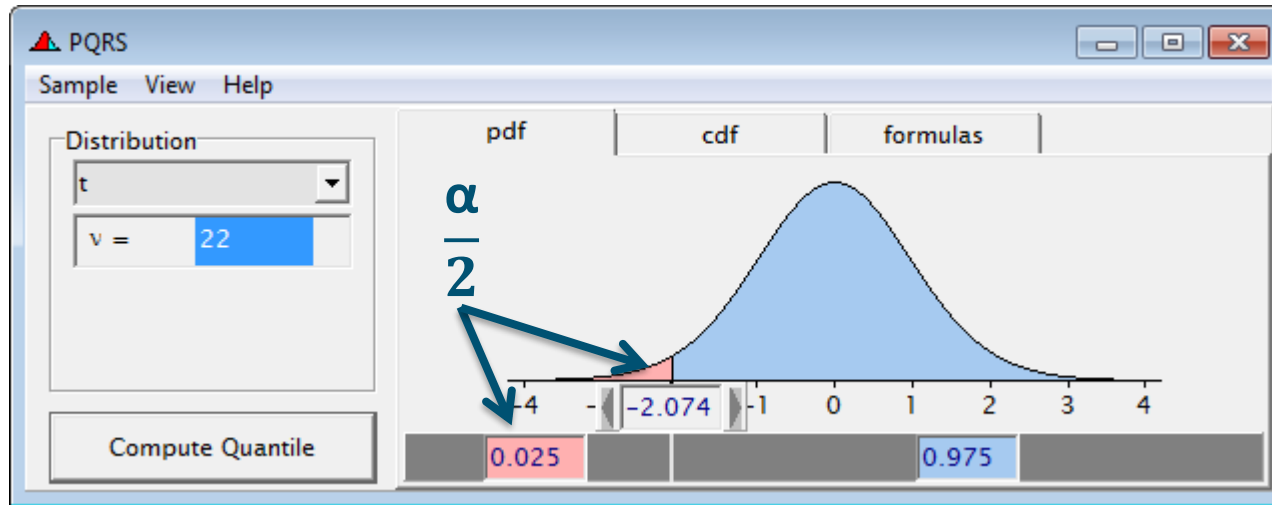 PQRS
Sample View Help
Distribution
t
ν = 22
Compute Quantile
pdf cdf formulas
α
2
-4 - -2.074 -1 0 1 2 3 4
0.025 0.975